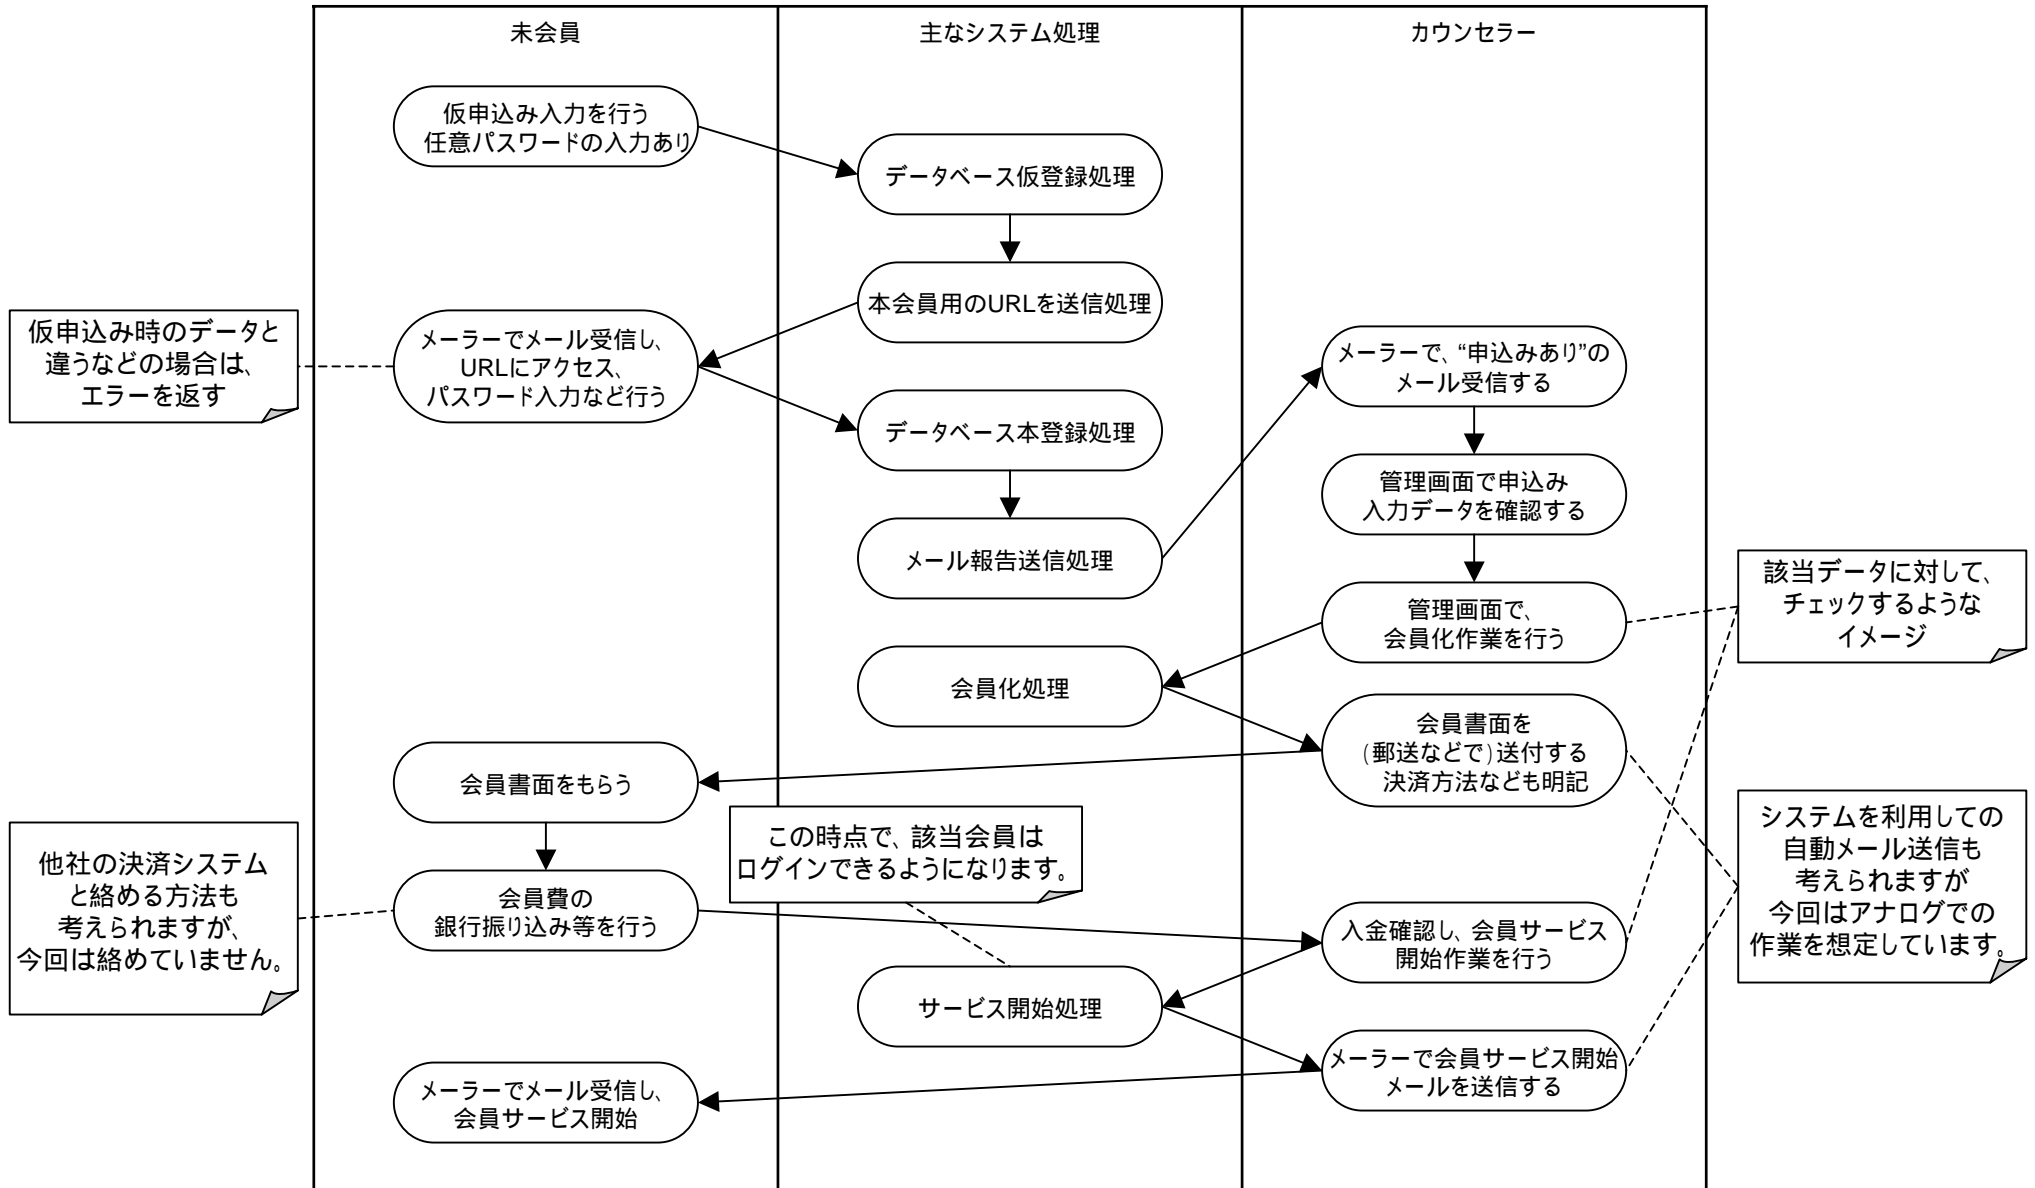 未会員
主なシステム処理
カウンセラー
仮申込み入力を行う
任意パスワードの入力あり
データベース仮登録処理
本会員用のURLを送信処理
仮申込み時のデータと
違うなどの場合は、
エラーを返す
メーラーでメール受信し、
URLにアクセス、
パスワード入力など行う
メーラーで、“申込みあり”の
メール受信する
データベース本登録処理
管理画面で申込み
入力データを確認する
メール報告送信処理
管理画面で、
会員化作業を行う
該当データに対して、
チェックするような
イメージ
会員化処理
会員書面を
(郵送などで)送付する
決済方法なども明記
会員書面をもらう
この時点で、該当会員は
ログインできるようになります。
システムを利用しての
自動メール送信も
考えられますが
今回はアナログでの
作業を想定しています。
他社の決済システム
と絡める方法も
考えられますが、
今回は絡めていません。
会員費の
銀行振り込み等を行う
入金確認し、会員サービス
開始作業を行う
サービス開始処理
メーラーで会員サービス開始
メールを送信する
メーラーでメール受信し、
会員サービス開始